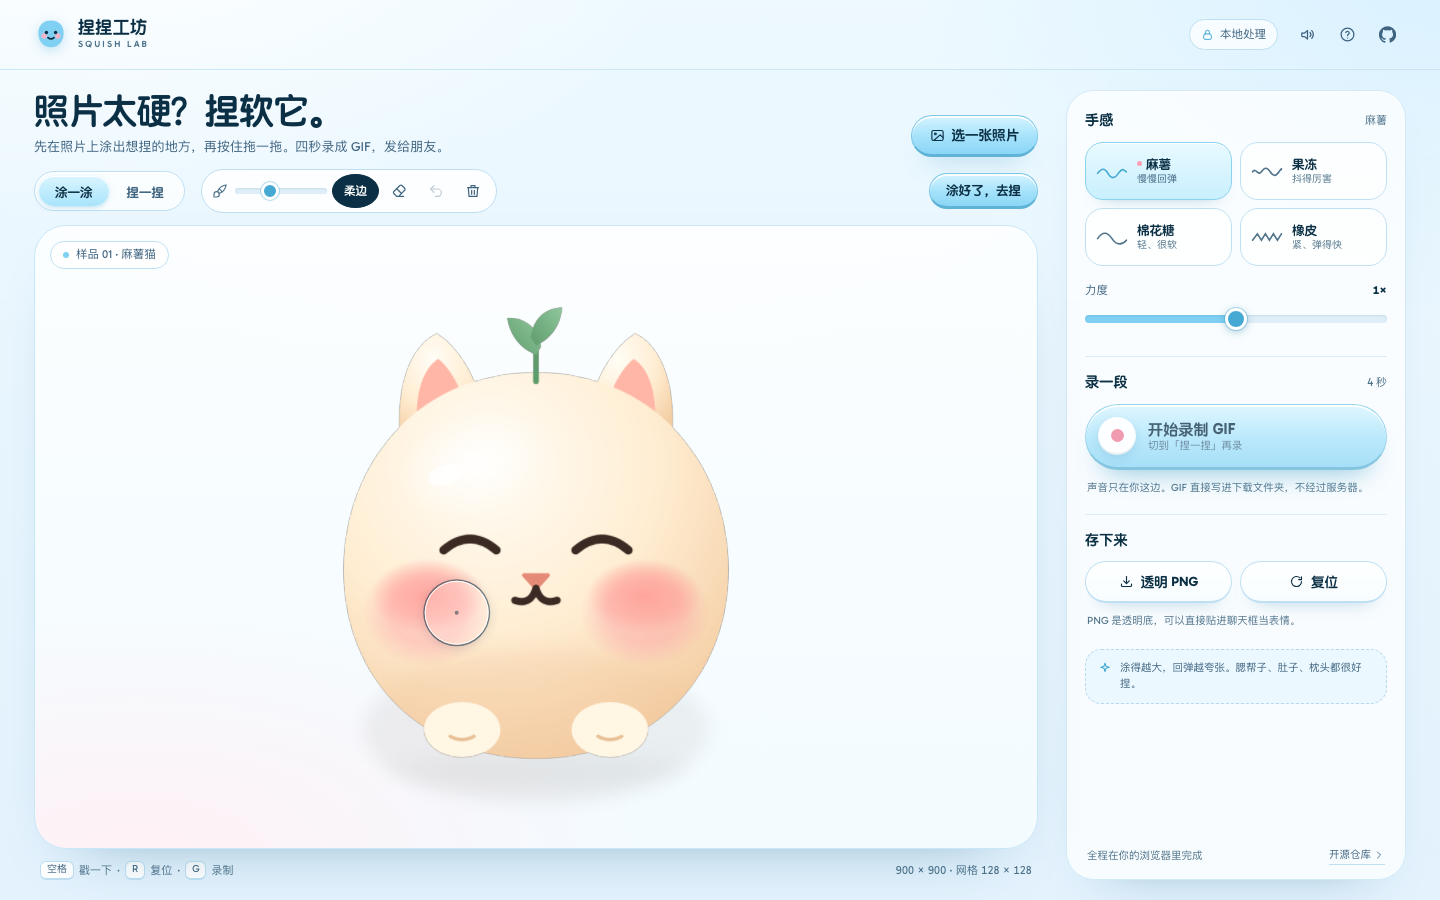 捏捏工坊
SQUISH LAB
本地处理
照片太硬？捏软它。
先在照片上涂出想捏的地方，再按住拖一拖。四秒录成 GIF，发给朋友。
选一张照片
涂一涂
捏一捏
柔边
涂好了，去捏
样品 01 · 麻薯猫
空格 戳一下 · R 复位 · G 录制
900 × 900 · 网格 128 × 128
手感
麻薯
麻薯
慢慢回弹
果冻
抖得厉害
棉花糖
轻、很软
橡皮
紧、弹得快
力度
1×
录一段
4 秒
开始录制 GIF
切到「捏一捏」再录
声音只在你这边。GIF 直接写进下载文件夹，不经过服务器。
存下来
透明 PNG
复位
PNG 是透明底，可以直接贴进聊天框当表情。
涂得越大，回弹越夸张。腮帮子、肚子、枕头都很好
捏。
全程在你的浏览器里完成
开源仓库